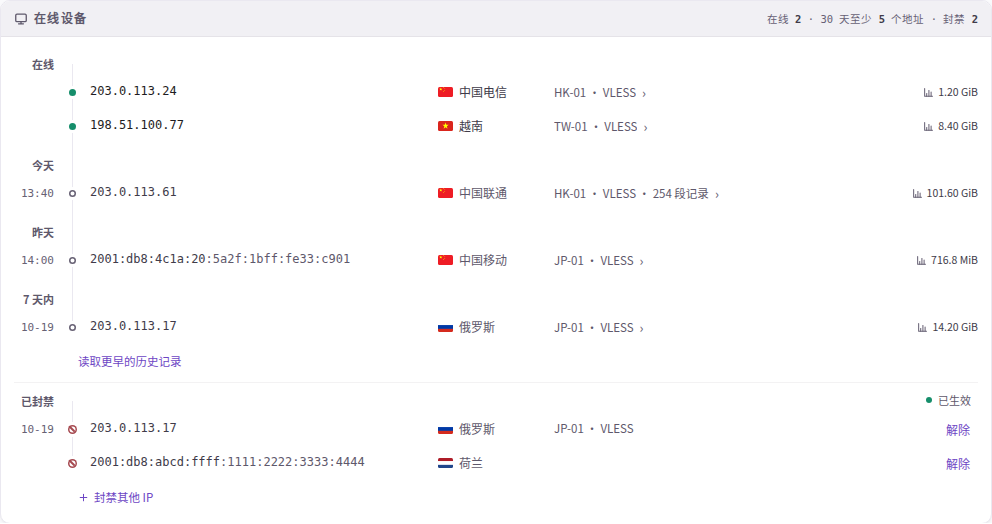 在线设备 在线 2 · 30 天至少 5 个地址 · 封禁 2
在线
203.0.113.24 中国电信 HK-01 • VLESS › 1.20 GiB
198.51.100.77 越南 TW-01 • VLESS › 8.40 GiB
今天
13:40 203.0.113.61 中国联通 HK-01 • VLESS • 254 段记录 › 101.60 GiB
昨天
14:00 2001:db8:4c1a:20:5a2f:1bff:fe33:c901 中国移动 JP-01 • VLESS › 716.8 MiB
7 天内
10-19 203.0.113.17 俄罗斯 JP-01 • VLESS › 14.20 GiB
读取更早的历史记录
已封禁 已生效
10-19 203.0.113.17 俄罗斯 JP-01 • VLESS 解除
2001:db8:abcd:ffff:1111:2222:3333:4444 荷兰 解除
+ 封禁其他 IP